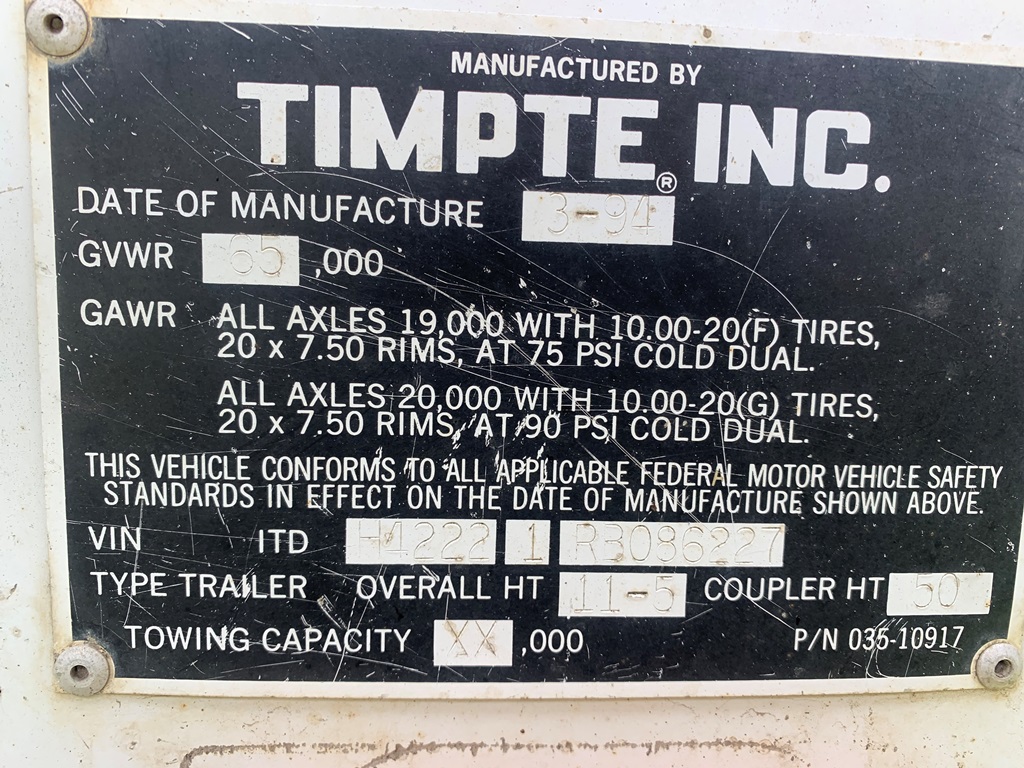 MANUFACTURED BY
TIMPTE® INC.
DATE OF MANUFACTURE 3-94
GVWR 65 ,000
GAWR ALL AXLES 19,000 WITH 10.00-20(F) TIRES,
20 x 7.50 RIMS, AT 75 PSI COLD DUAL.
ALL AXLES 20,000 WITH 10.00-20(G) TIRES,
20 x 7.50 RIMS, AT 90 PSI COLD DUAL.
THIS VEHICLE CONFORMS TO ALL APPLICABLE FEDERAL MOTOR VEHICLE SAFETY
STANDARDS IN EFFECT ON THE DATE OF MANUFACTURE SHOWN ABOVE.
VIN ITD H4222 1 R3086227
TYPE TRAILER OVERALL HT 11-5 COUPLER HT 50
TOWING CAPACITY XX ,000 P/N 035-10917